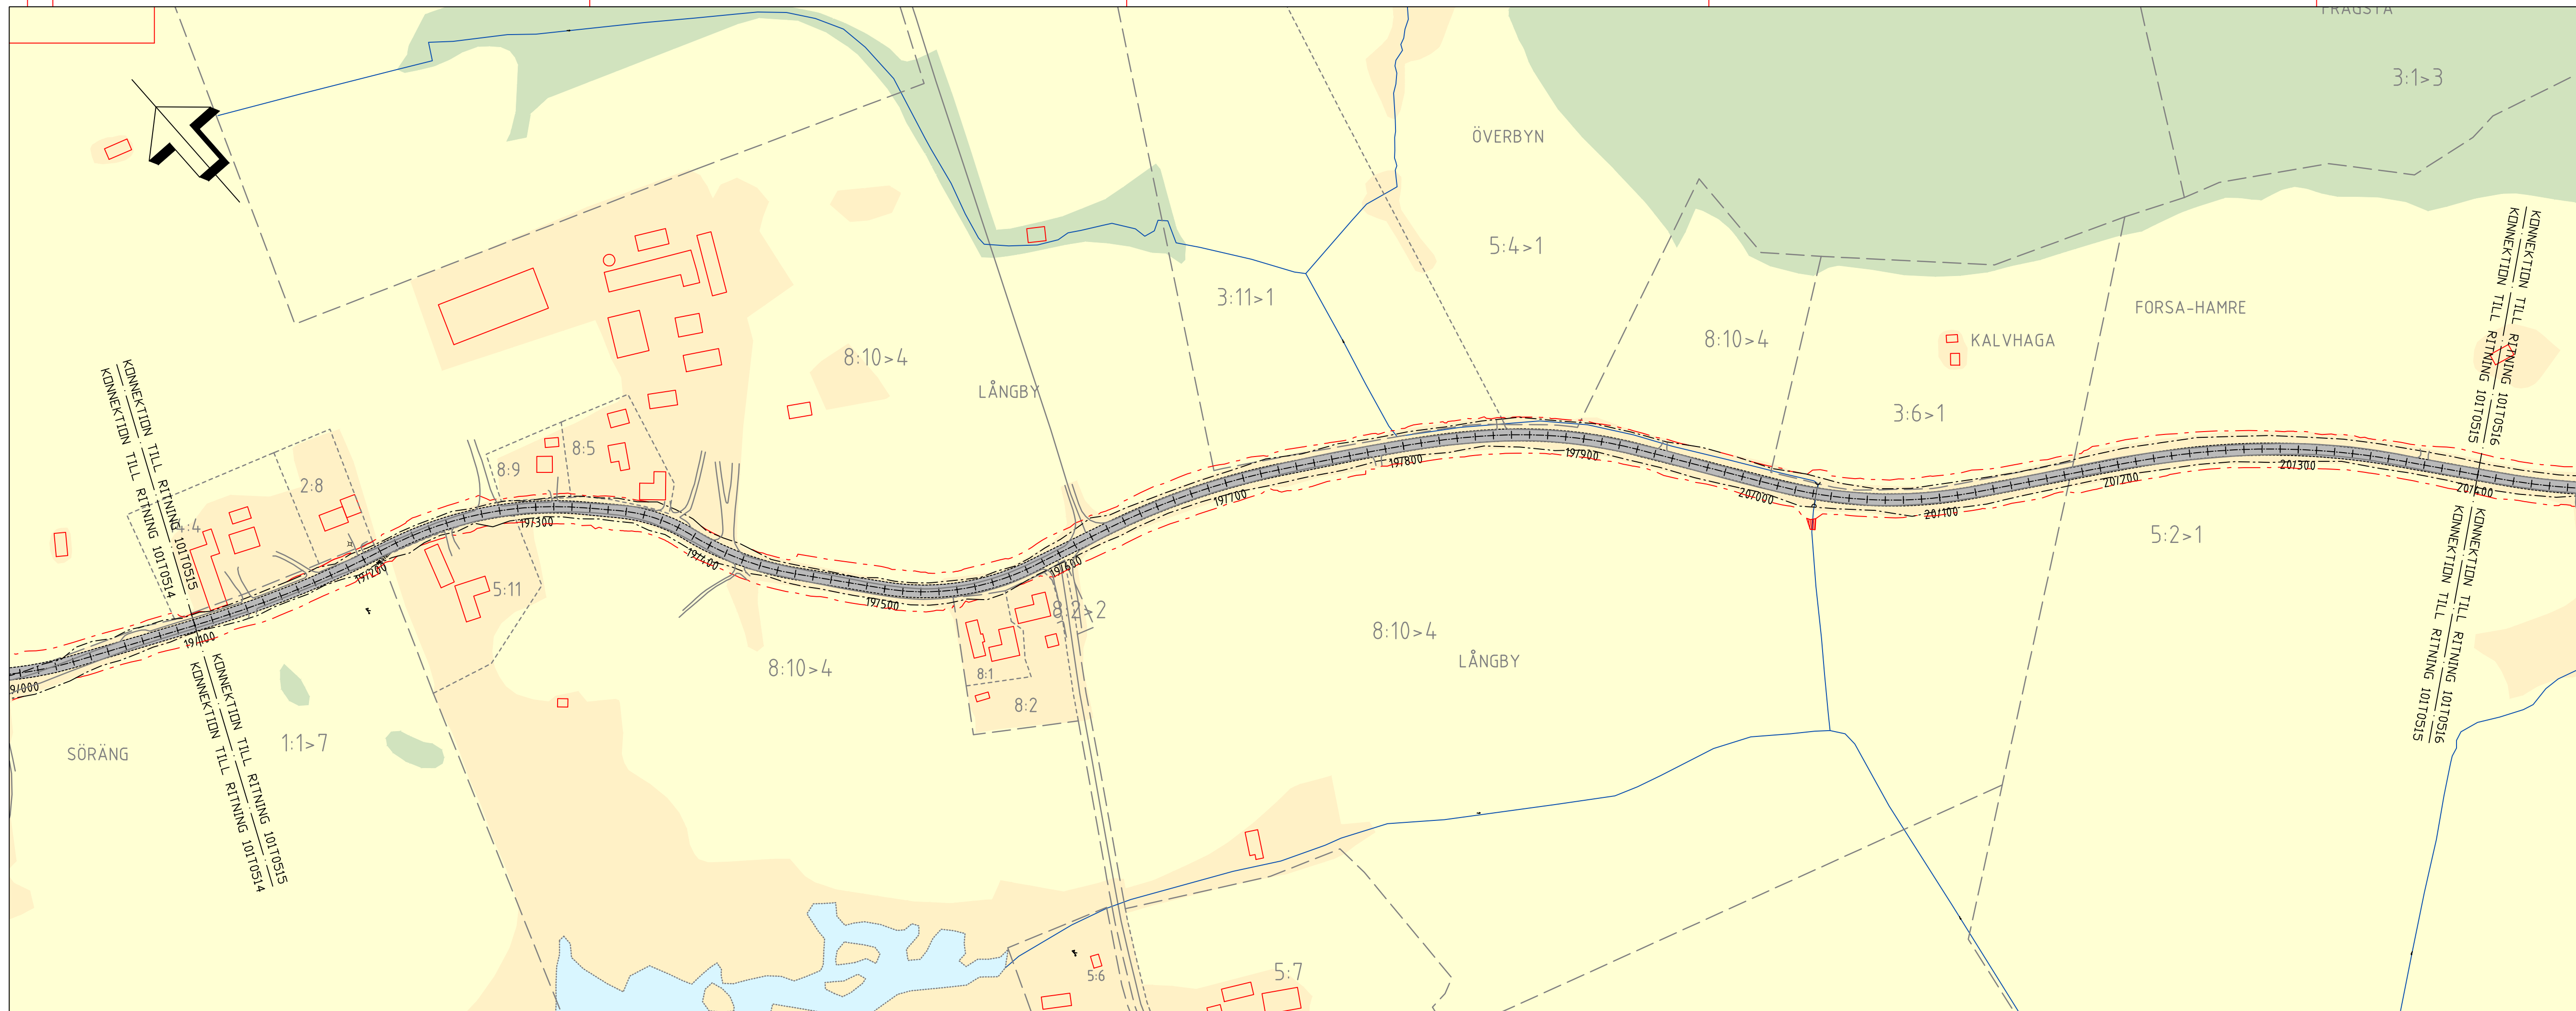 FRAGSTA
3:1>3
ÖVERBYN
5:4>1
3:11>1
FORSA-HAMRE
8:10>4
KALVHAGA
8:10>4
LÅNGBY
3:6>1
KONNEKTION TILL RITNING 101T0515
KONNEKTION TILL RITNING 101T0514
KONNEKTION TILL RITNING 101T0516
KONNEKTION TILL RITNING 101T0515
8:5
8:9
2:8
19/800
19/900
19/700
20/000
20/100
20/200
20/300
20/400
19/300
19/200
19/400
19/500
19/600
19/100
9/000
5:2>1
5:11
8:2>2
8:10>4
8:10>4
LÅNGBY
8:1
8:2
SÖRÄNG
1:1>7
KONNEKTION TILL RITNING 101T0515
KONNEKTION TILL RITNING 101T0514
KONNEKTION TILL RITNING 101T0516
KONNEKTION TILL RITNING 101T0515
5:6
5:7